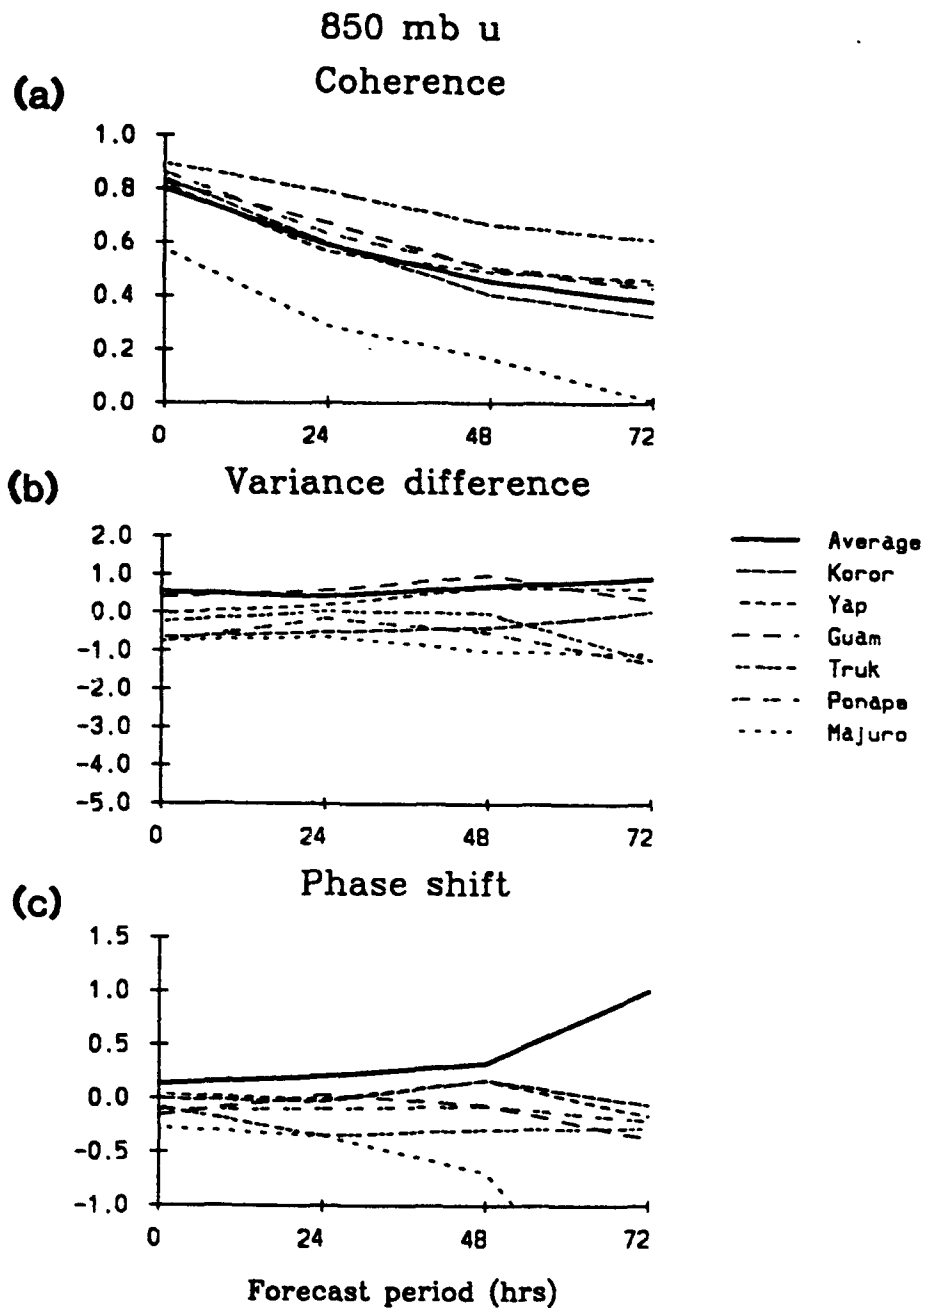 850 mb u
Coherence
(a)
1.0
0.8
0.6
0.4
0.2
0.0
0 24 48 72
(b)
Variance difference
2.0
1.0
0.0
-1.0
-2.0
-3.0
-4.0
-5.0
0 24 48 72
Average
Koror
Yap
Guam
Truk
Ponape
Majuro
Phase shift
(c)
1.5
1.0
0.5
0.0
-0.5
-1.0
0 24 48 72
Forecast period (hrs)